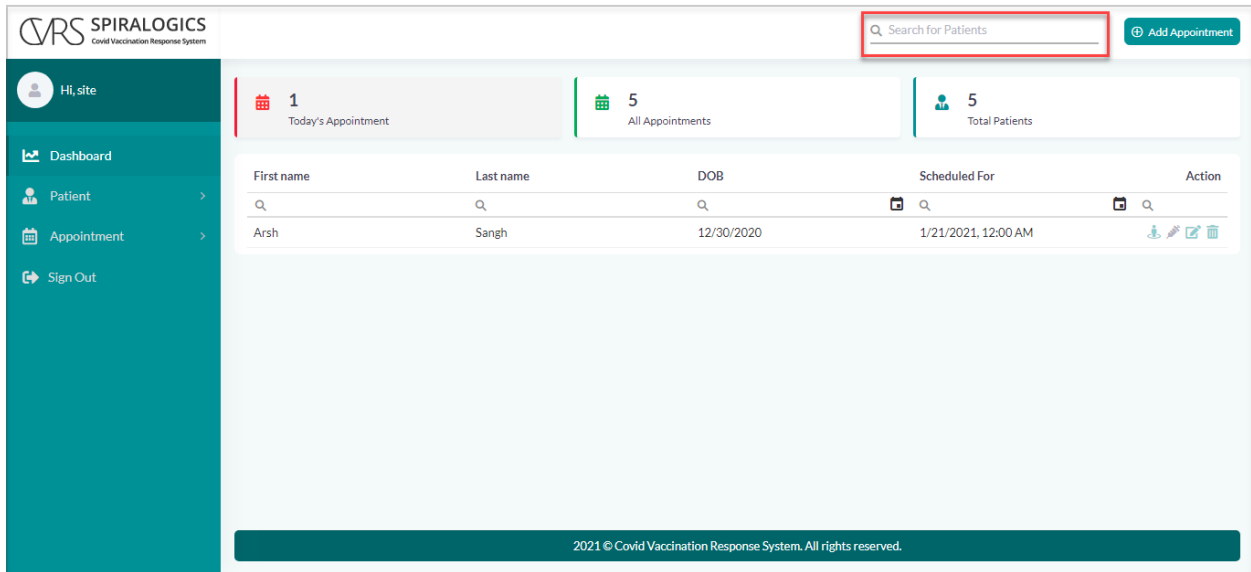 CVRS SPIRALOGICS
Covid Vaccination Response System
Search for Patients
Add Appointment
Hi, site
1
Today's Appointment
5
All Appointments
5
Total Patients
Dashboard
Patient
Appointment
Sign Out
First name Last name DOB Scheduled For Action
Arsh Sangh 12/30/2020 1/21/2021, 12:00 AM
2021 © Covid Vaccination Response System. All rights reserved.